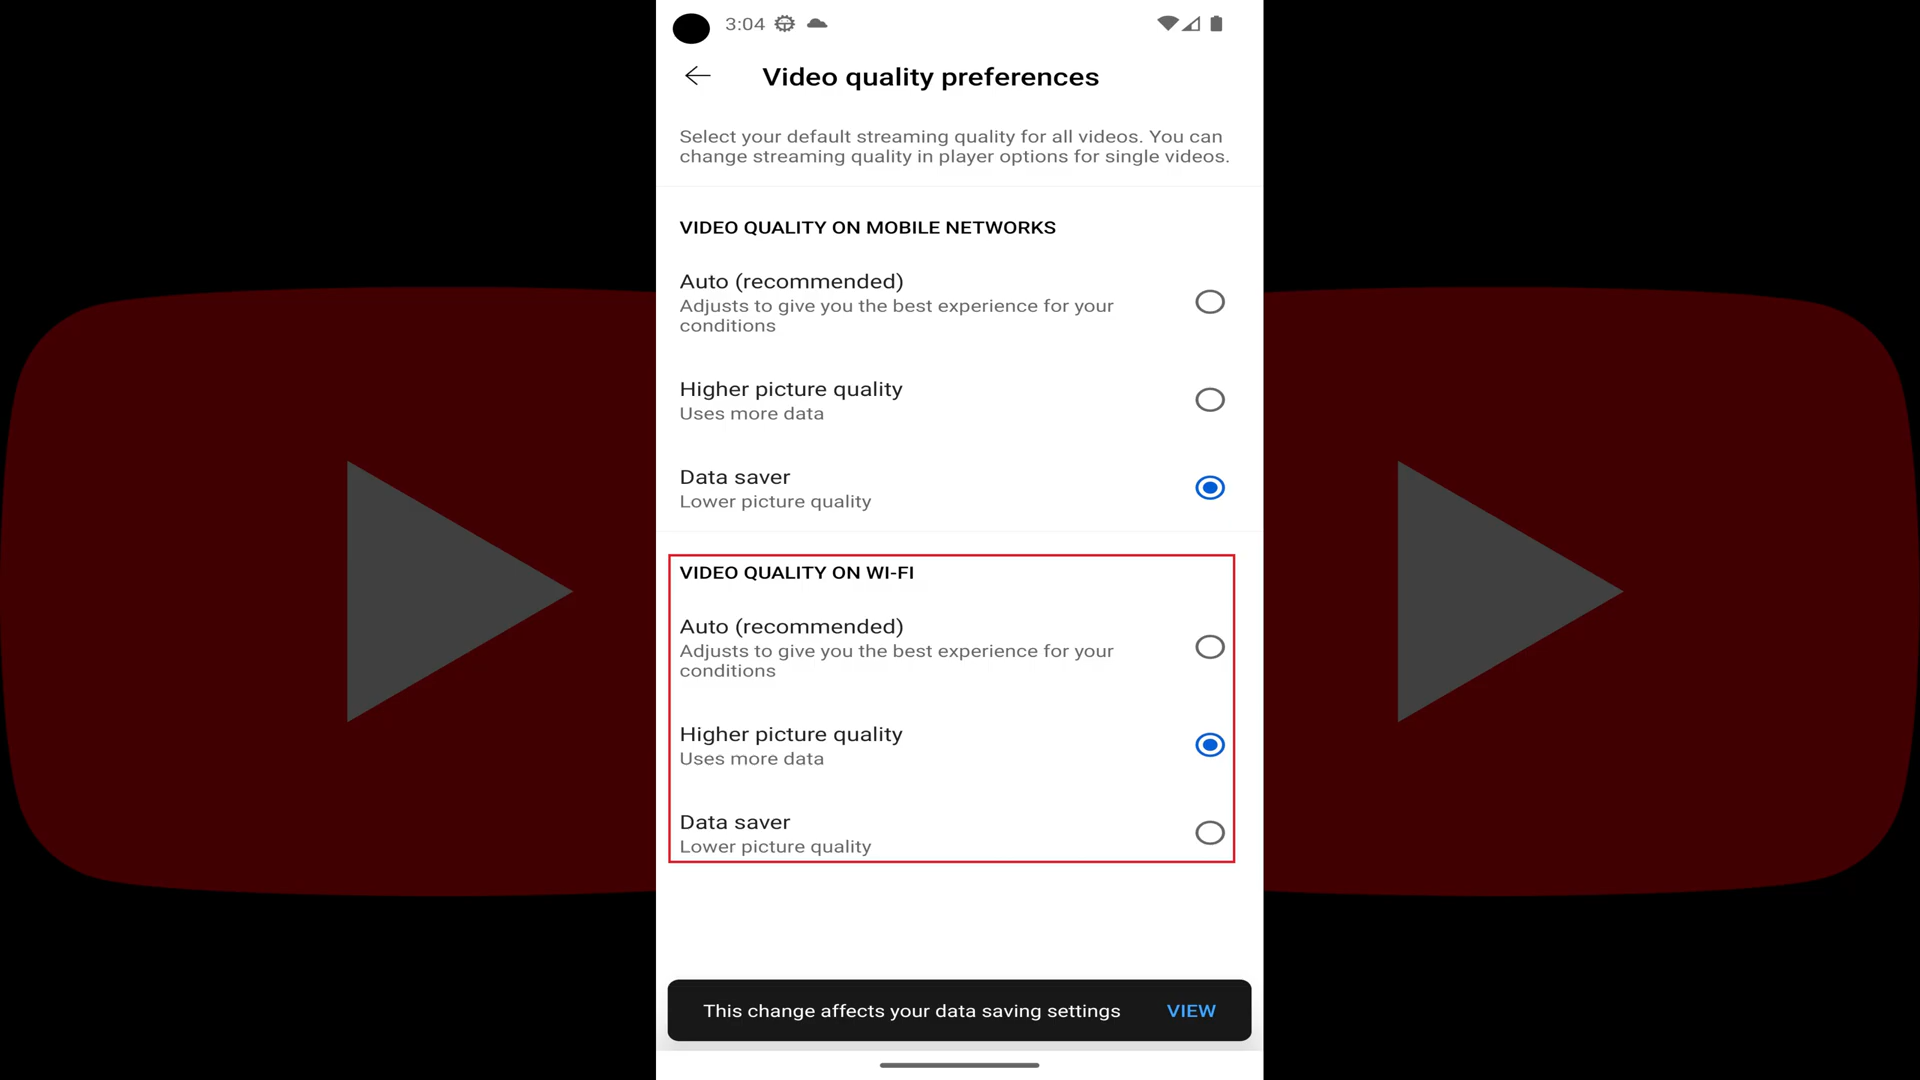 3:04
Video quality preferences
Select your default streaming quality for all videos. You can
change streaming quality in player options for single videos.
VIDEO QUALITY ON MOBILE NETWORKS
Auto (recommended)
Adjusts to give you the best experience for your
conditions
Higher picture quality
Uses more data
Data saver
Lower picture quality
VIDEO QUALITY ON WI-FI
Auto (recommended)
Adjusts to give you the best experience for your
conditions
Higher picture quality
Uses more data
Data saver
Lower picture quality
This change affects your data saving settings VIEW